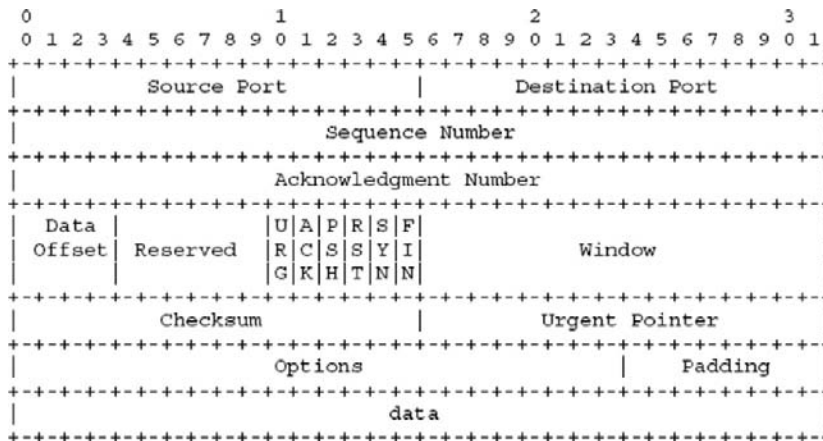 0                   1                   2                   3
0 1 2 3 4 5 6 7 8 9 0 1 2 3 4 5 6 7 8 9 0 1 2 3 4 5 6 7 8 9 0 1
+-+-+-+-+-+-+-+-+-+-+-+-+-+-+-+-+-+-+-+-+-+-+-+-+-+-+-+-+-+-+-+-
|          Source Port          |       Destination Port
+-+-+-+-+-+-+-+-+-+-+-+-+-+-+-+-+-+-+-+-+-+-+-+-+-+-+-+-+-+-+-+-
|                        Sequence Number
+-+-+-+-+-+-+-+-+-+-+-+-+-+-+-+-+-+-+-+-+-+-+-+-+-+-+-+-+-+-+-+-
|                    Acknowledgment Number
+-+-+-+-+-+-+-+-+-+-+-+-+-+-+-+-+-+-+-+-+-+-+-+-+-+-+-+-+-+-+-+-
|  Data |           |U|A|P|R|S|F|
| Offset| Reserved  |R|C|S|S|Y|I|            Window
|       |           |G|K|H|T|N|N|
+-+-+-+-+-+-+-+-+-+-+-+-+-+-+-+-+-+-+-+-+-+-+-+-+-+-+-+-+-+-+-+-
|           Checksum            |         Urgent Pointer
+-+-+-+-+-+-+-+-+-+-+-+-+-+-+-+-+-+-+-+-+-+-+-+-+-+-+-+-+-+-+-+-
|                    Options                    |    Padding
+-+-+-+-+-+-+-+-+-+-+-+-+-+-+-+-+-+-+-+-+-+-+-+-+-+-+-+-+-+-+-+-
|                             data
+-+-+-+-+-+-+-+-+-+-+-+-+-+-+-+-+-+-+-+-+-+-+-+-+-+-+-+-+-+-+-+-